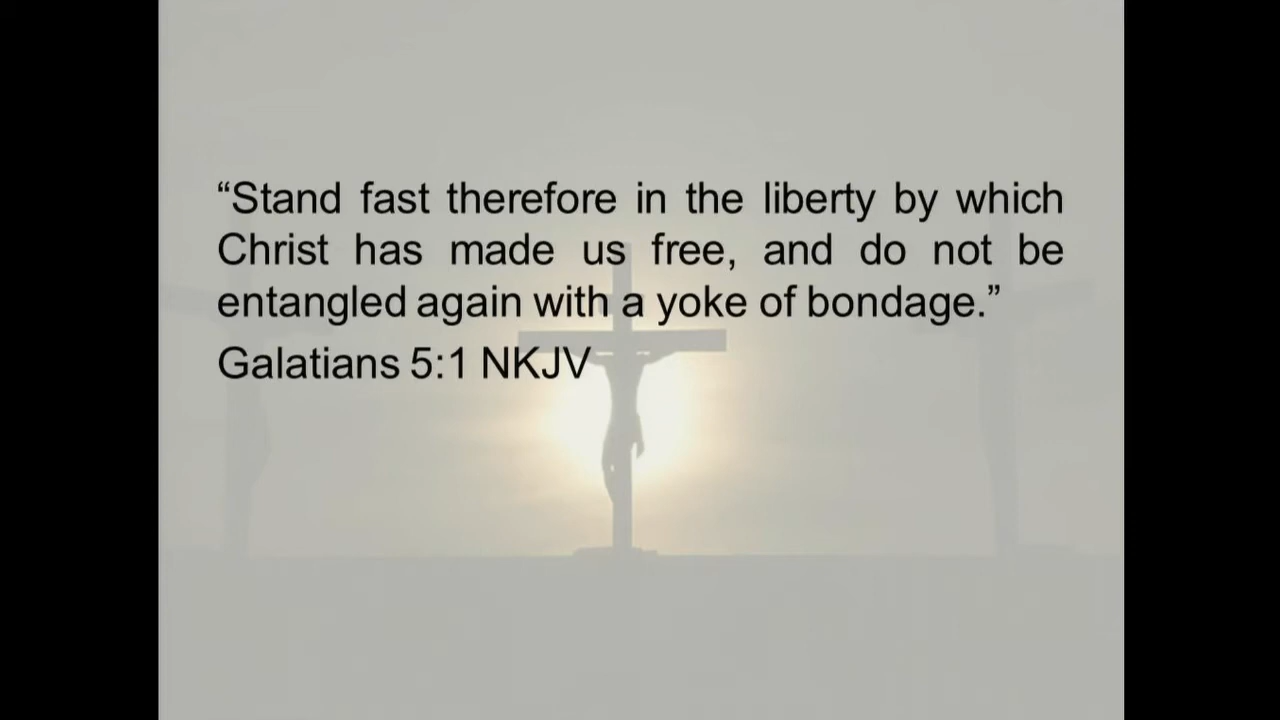 “Stand fast therefore in the liberty by which
Christ has made us free, and do not be
entangled again with a yoke of bondage.”
Galatians 5:1 NKJV